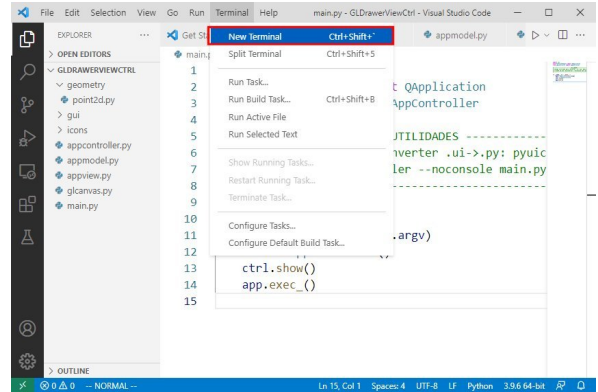 File Edit Selection View Go Run Terminal Help main.py - GLDrawerViewCtrl - Visual Studio Code
EXPLORER
Get St
appmodel.py
OPEN EDITORS
main.p
GLDRAWERVIEWCTRL
geometry
point2d.py
gui
icons
appcontroller.py
appmodel.py
appview.py
glcanvas.py
main.py
OUTLINE
New Terminal Ctrl+Shift+`
Split Terminal Ctrl+Shift+5
Run Task...
Run Build Task... Ctrl+Shift+B
Run Active File
Run Selected Text
Show Running Tasks...
Restart Running Task...
Terminate Task...
Configure Tasks...
Configure Default Build Task...
1
2 t QApplication
3 AppController
4
5 UTILIDADES -----------
6 nverter .ui->.py: pyuic
7 ler --noconsole main.py
8 ----------------------
9
10
11 .argv)
12 ()
13 ctrl.show()
14 app.exec_()
15
0 0 -- NORMAL -- Ln 15, Col 1 Spaces: 4 UTF-8 LF Python 3.9.6 64-bit